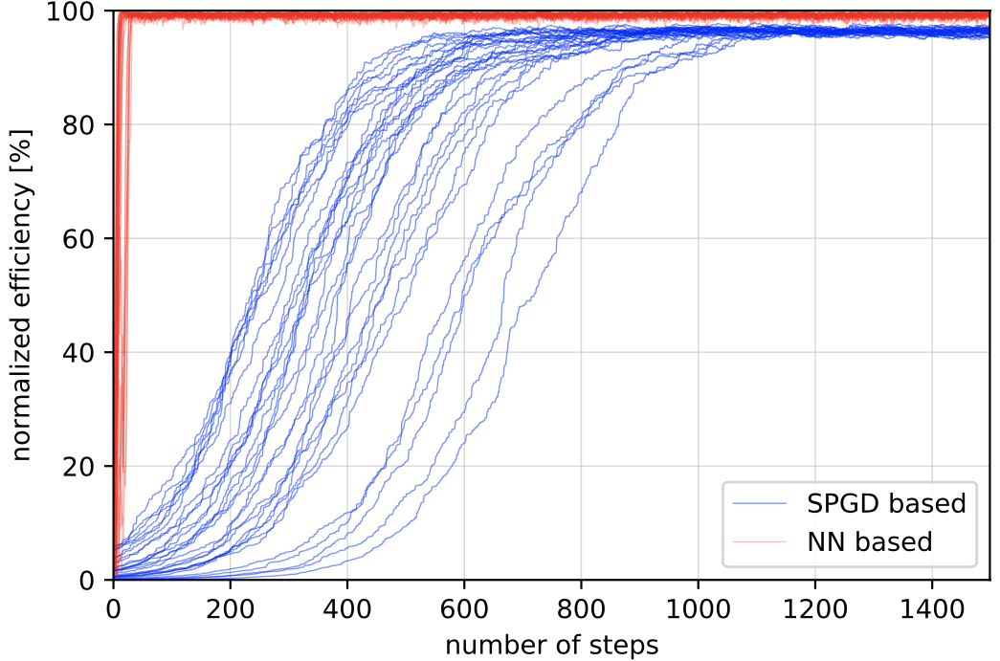 100
80
60
40
20
0
normalized efficiency [%]
SPGD based
NN based
0 200 400 600 800 1000 1200 1400
number of steps